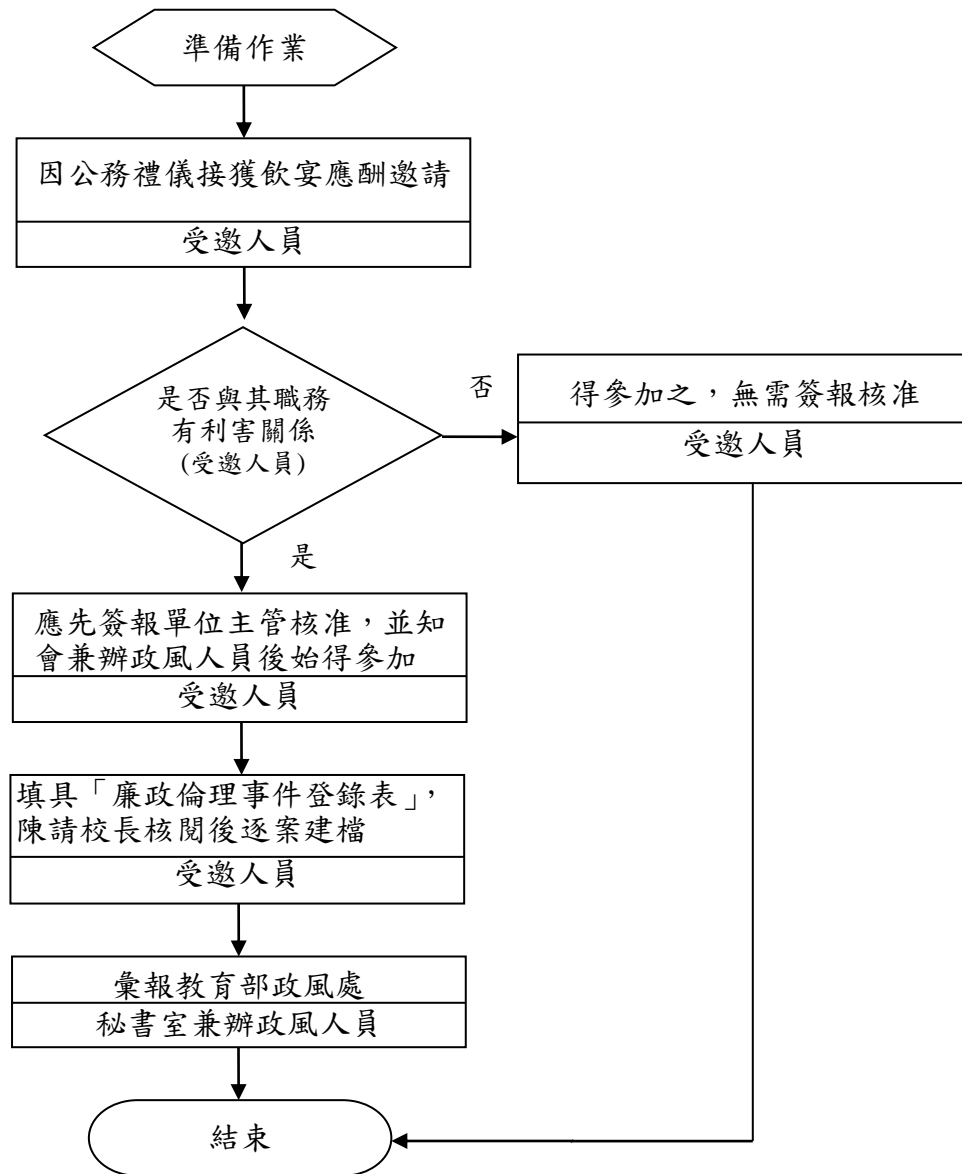 準備作業
因公務禮儀接獲飲宴應酬邀請
受邀人員
是否與其職務
有利害關係
(受邀人員)
否
得參加之，無需簽報核准
受邀人員
是
應先簽報單位主管核准，並知
會兼辦政風人員後始得參加
受邀人員
填具「廉政倫理事件登錄表」，
陳請校長核閱後逐案建檔
受邀人員
彙報教育部政風處
秘書室兼辦政風人員
結束